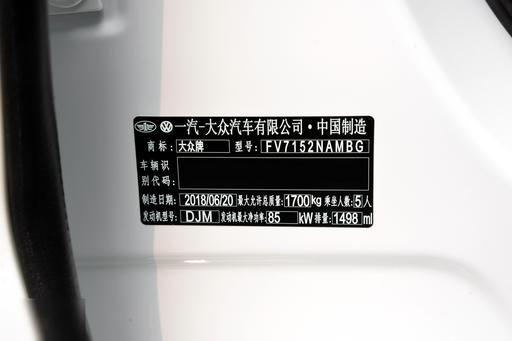 一汽-大众汽车有限公司·中国制造
商标: 大众牌 型号: FV7152NAMBG
车辆识
别代码:
制造日期: 2018/06/20 最大允许总质量: 1700kg 乘坐人数: 5人
发动机型号: DJM 发动机最大净功率: 85 kW 排量: 1498 ml